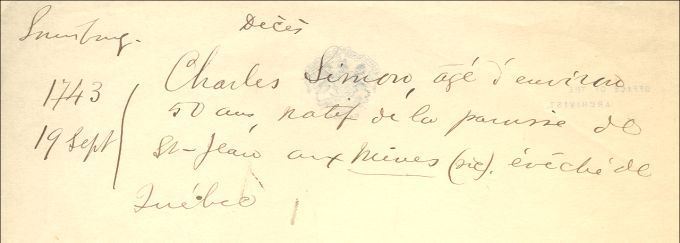 Louisbourg. Décès
1743 Charles Simon, âgé d'environ
19 Sept 50 ans, natif de la paroisse de
St-Jean aux Mines (sic). évêché de
Québec